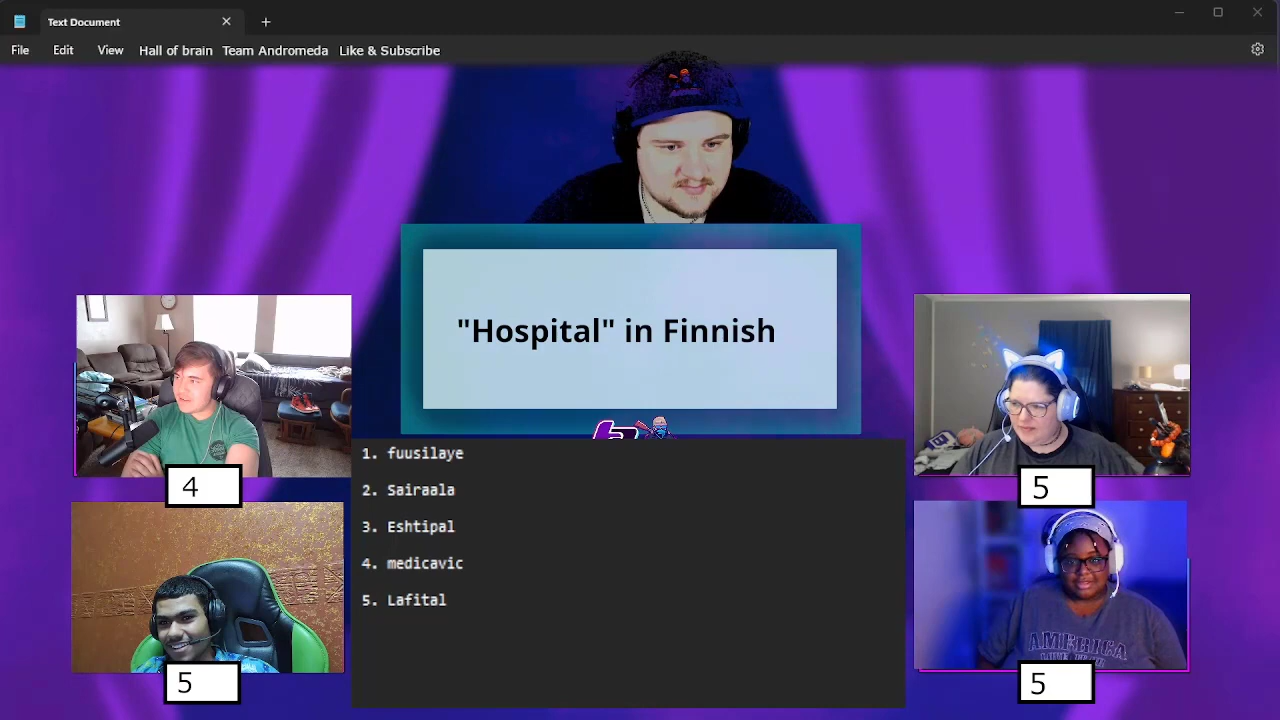 Text Document
File Edit View Hall of brain Team Andromeda Like & Subscribe
"Hospital" in Finnish
1. fuusilaye
2. Sairaala
3. Eshtipal
4. medicavic
5. Lafital
4
5
5
5
AMERICA